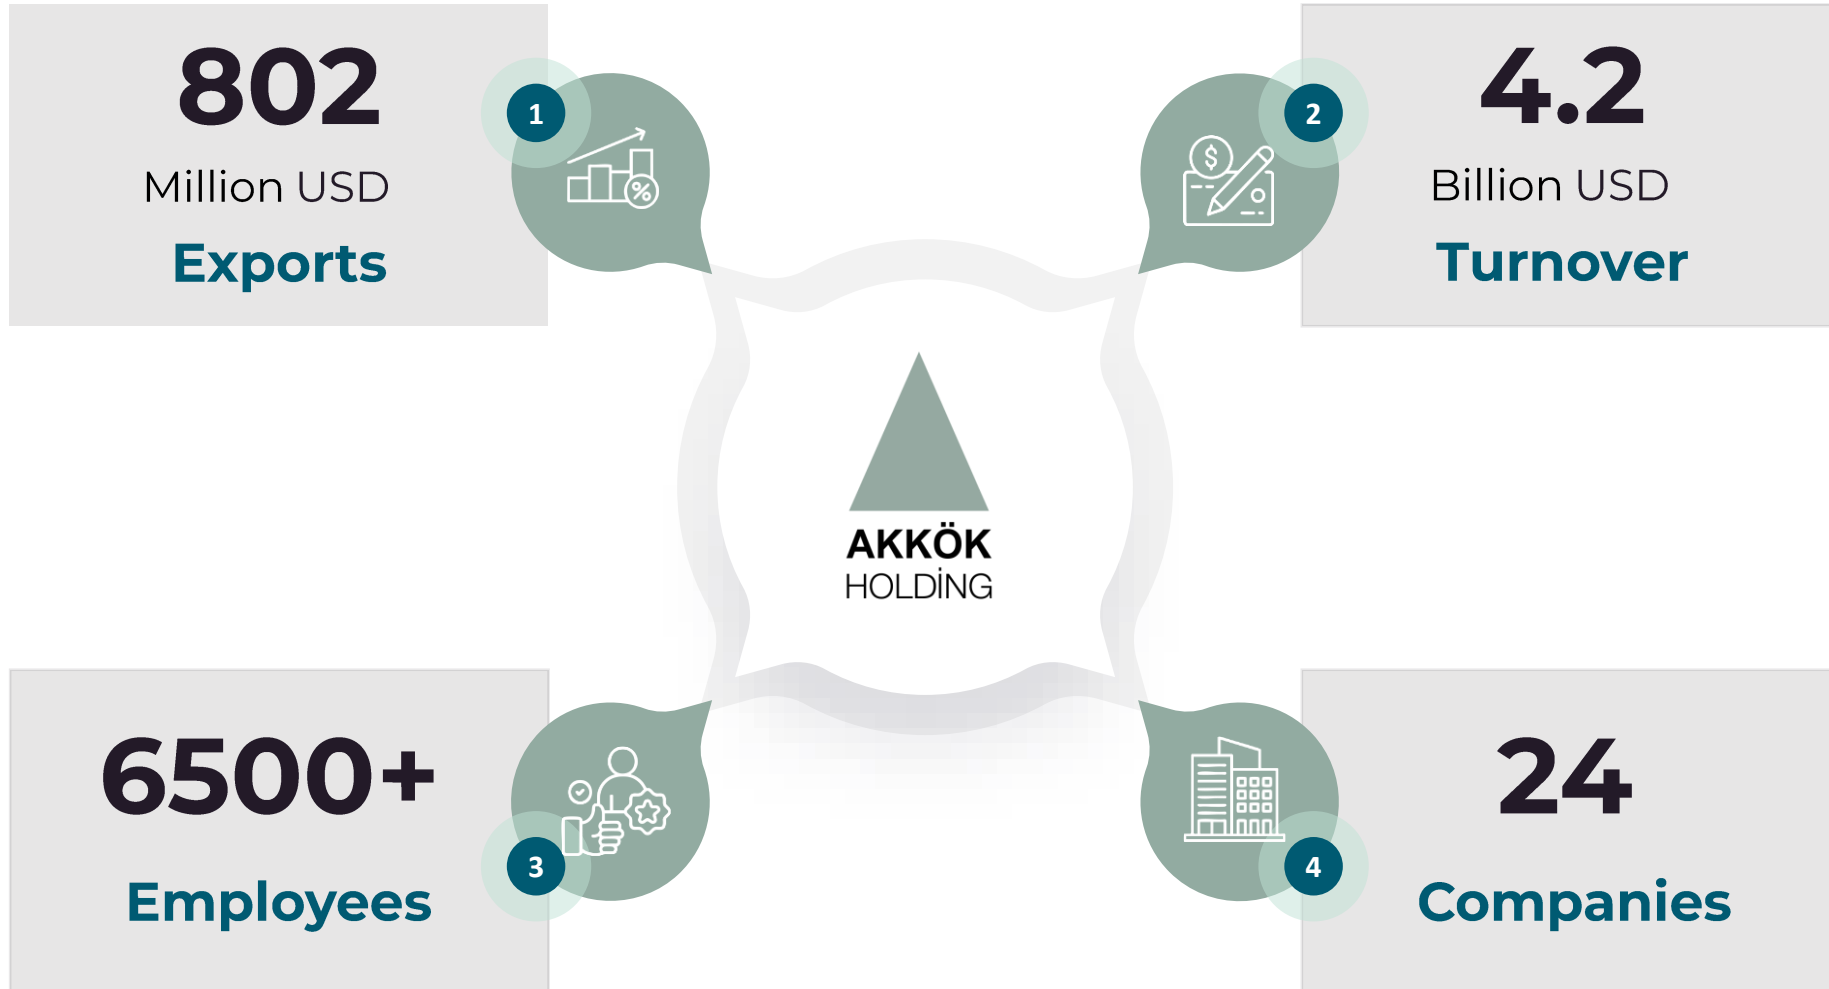 802
Million USD
Exports
1
2
4.2
Billion USD
Turnover
AKKÖK
HOLDİNG
6500+
Employees
3
4
24
Companies